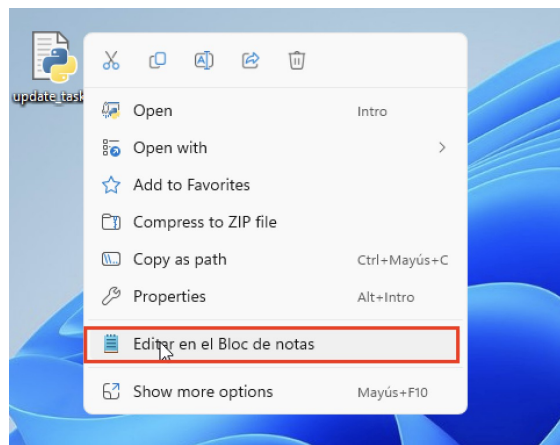 update_task
Open Intro
Open with
Add to Favorites
Compress to ZIP file
Copy as path Ctrl+Mayús+C
Properties Alt+Intro
Editar en el Bloc de notas
Show more options Mayús+F10